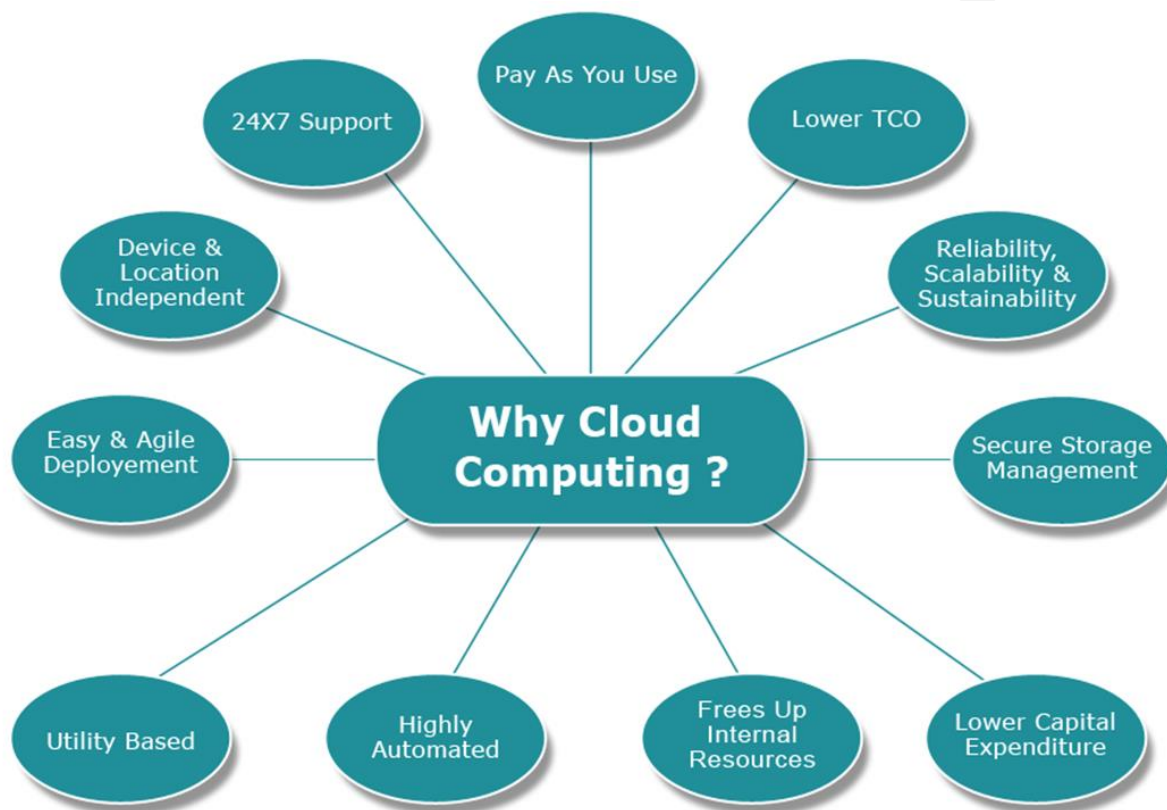 Pay As You Use
24X7 Support
Lower TCO
Device &
Location
Independent
Reliability,
Scalability &
Sustainability
Why Cloud
Computing ?
Easy & Agile
Deployement
Secure Storage
Management
Utility Based
Highly
Automated
Frees Up
Internal
Resources
Lower Capital
Expenditure